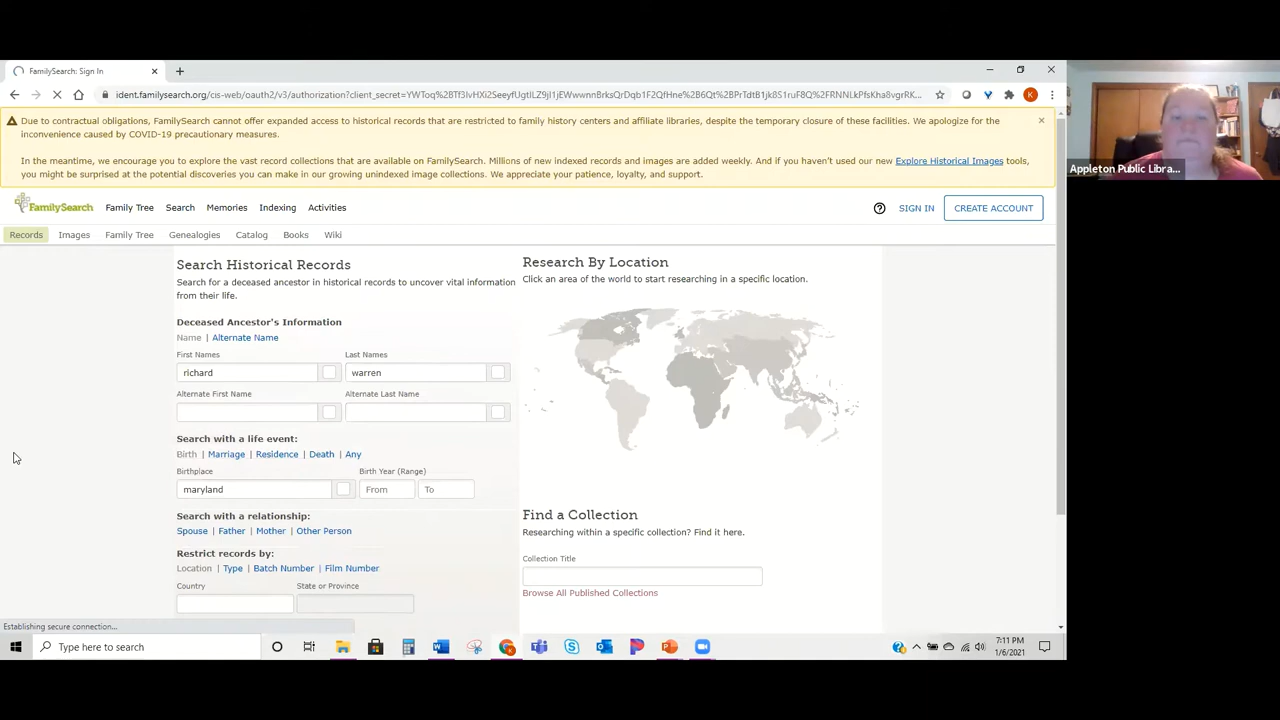 FamilySearch: Sign In
ident.familysearch.org/cis-web/oauth2/v3/authorization?client_secret=
Due to contractual obligations, FamilySearch cannot offer expanded access to historical records that are restricted to family history centers and affiliate libraries, despite the temporary closure of these facilities. We apologize for the
inconvenience caused by COVID-19 precautionary measures.
In the meantime, we encourage you to explore the vast record collections that are available on FamilySearch. Millions of new indexed records and images are added weekly. And if you haven't used our new Explore Historical Images tools,
you might be surprised at the potential discoveries you can make in our growing unindexed image collections. We appreciate your patience, loyalty, and support.
Appleton Public Libra...
FamilySearch Family Tree Search Memories Indexing Activities SIGN IN CREATE ACCOUNT
Records Images Family Tree Genealogies Catalog Books Wiki
Search Historical Records
Search for a deceased ancestor in historical records to uncover vital information
from their life.
Deceased Ancestor's Information
Name | Alternate Name
First Names Last Names
richard warren
Alternate First Name Alternate Last Name
Search with a life event:
Birth | Marriage | Residence | Death | Any
Birthplace Birth Year (Range)
maryland From To
Search with a relationship:
Spouse | Father | Mother | Other Person
Restrict records by:
Location | Type | Batch Number | Film Number
Country State or Province
Research By Location
Click an area of the world to start researching in a specific location.
Find a Collection
Researching within a specific collection? Find it here.
Collection Title
Browse All Published Collections
Establishing secure connection...
Type here to search
7:11 PM
1/6/2021